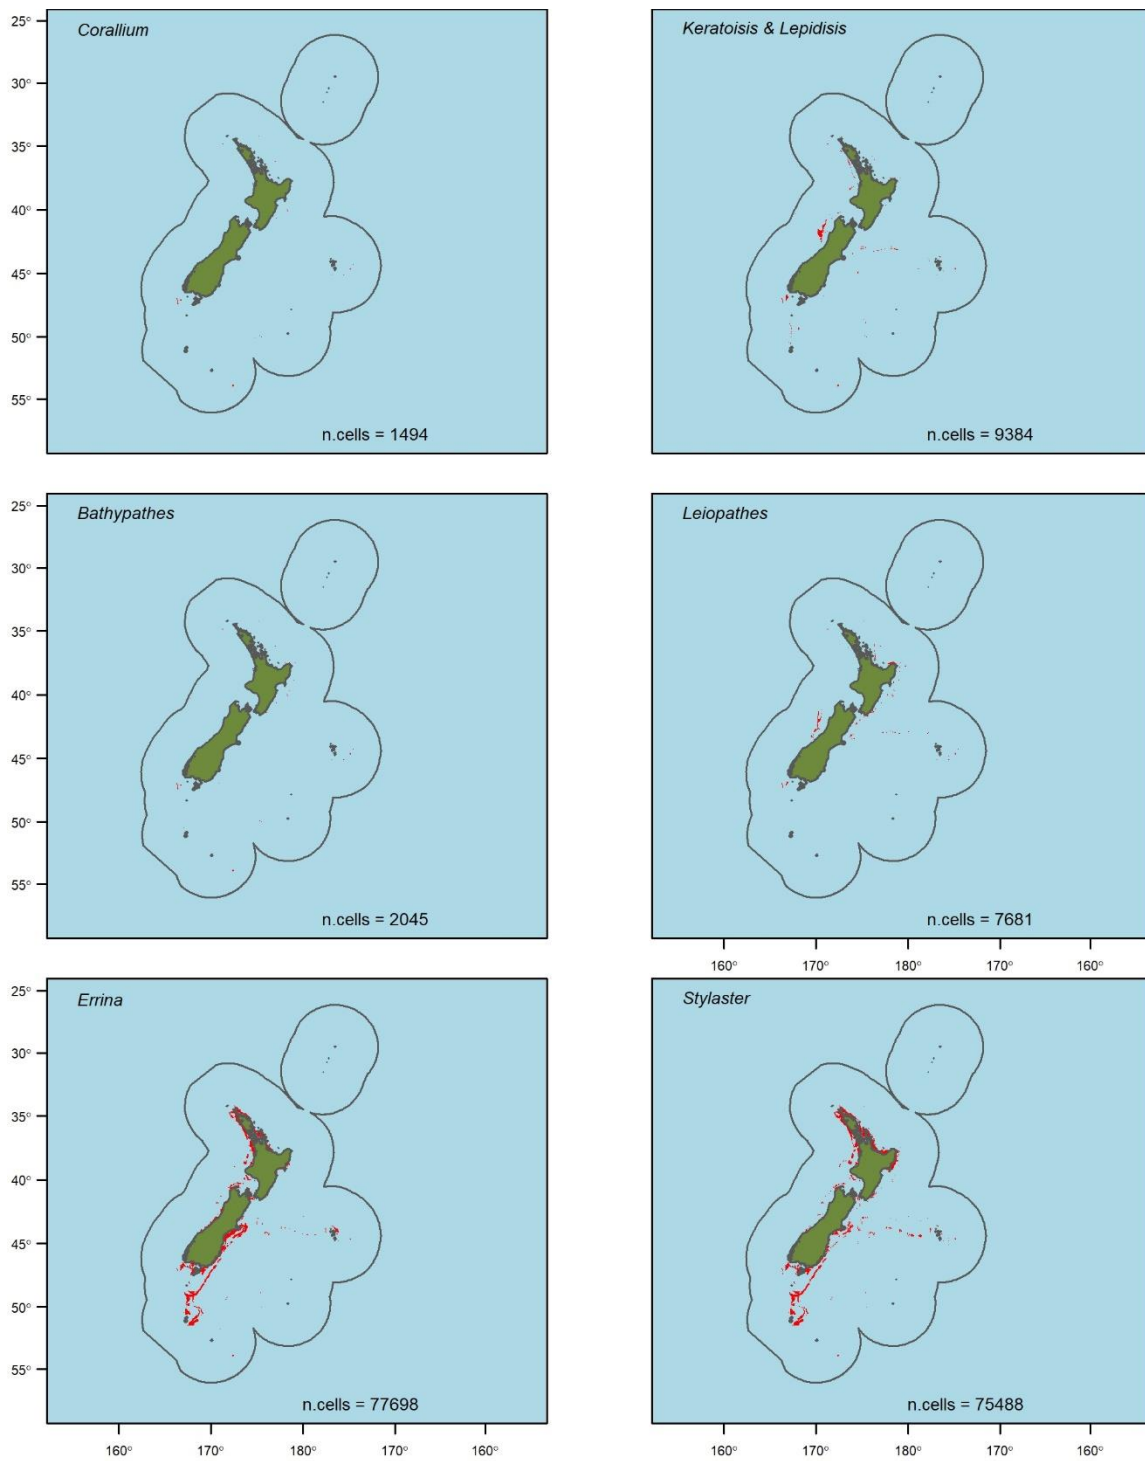 Corallium
Keratoisis & Lepidisis
25°
30°
35°
40°
45°
50°
55°
n.cells = 1494
n.cells = 9384
Bathypathes
Leiopathes
25°
30°
35°
40°
45°
50°
55°
n.cells = 2045
n.cells = 7681
160° 170° 180° 170° 160°
Errina
Stylaster
25°
30°
35°
40°
45°
50°
55°
n.cells = 77698
n.cells = 75488
160° 170° 180° 170° 160°
160° 170° 180° 170° 160°